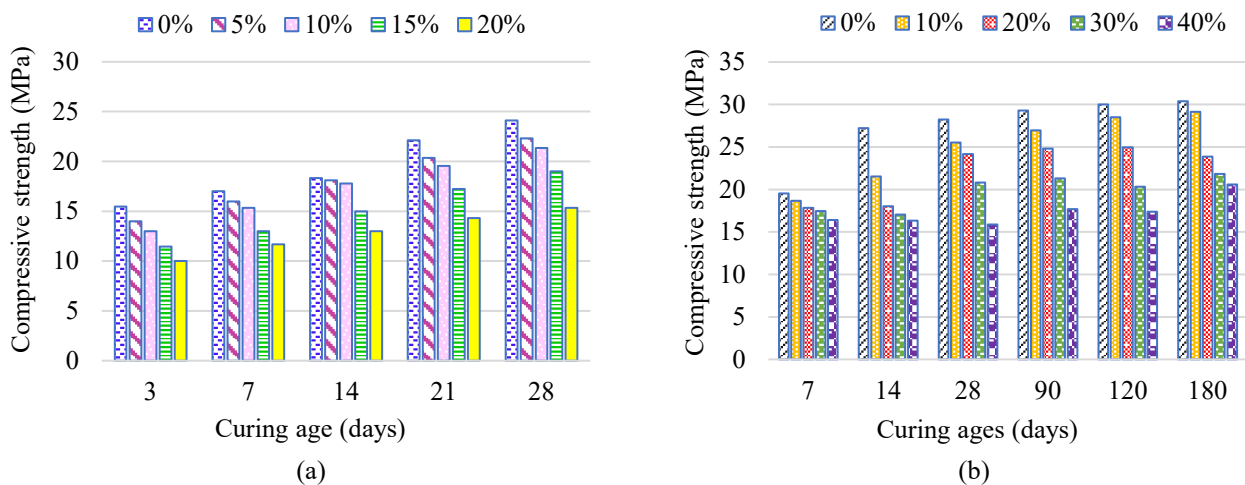 0% 5% 10% 15% 20%
Compressive strength (MPa)
30
25
20
15
10
5
0
3 7 14 21 28
Curing age (days)
(a)
0% 10% 20% 30% 40%
Compressive strength (MPa)
35
30
25
20
15
10
5
0
7 14 28 90 120 180
Curing ages (days)
(b)